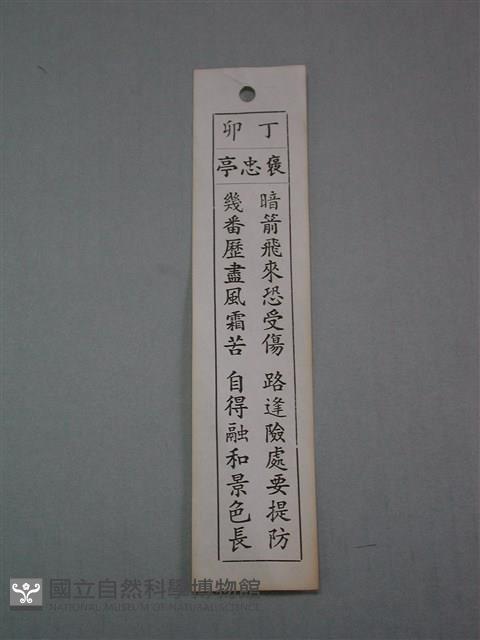 丁卯
褒忠亭
暗箭飛來恐受傷 路逢險處要提防
幾番歷盡風霜苦 自得融和景色長
國立自然科學博物館
NATIONAL MUSEUM OF NATURAL SCIENCE